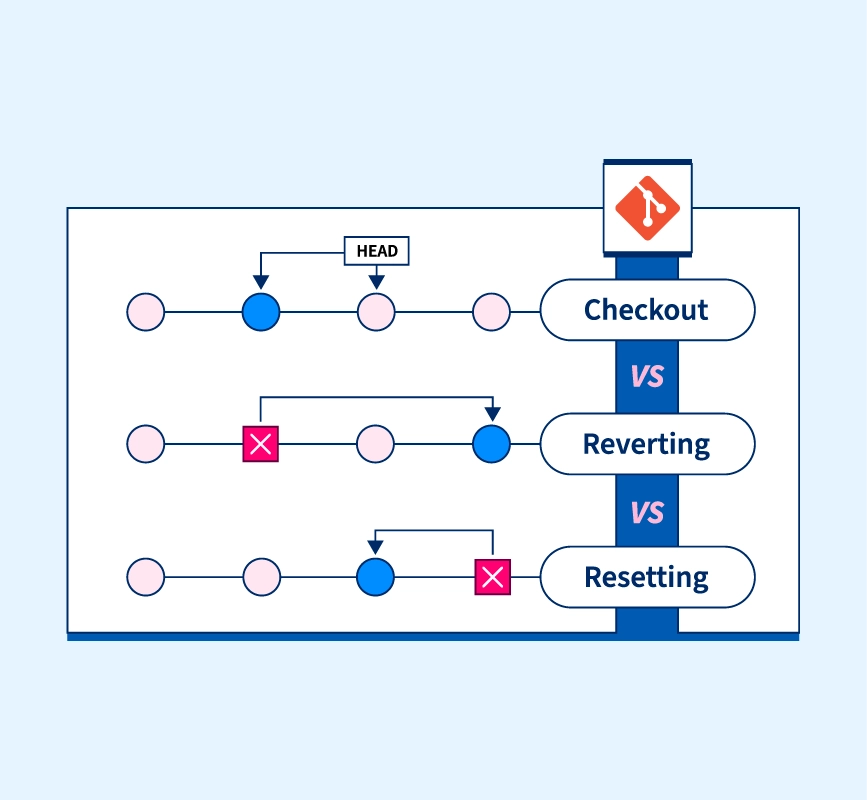 HEAD
Checkout
VS
Reverting
VS
Resetting